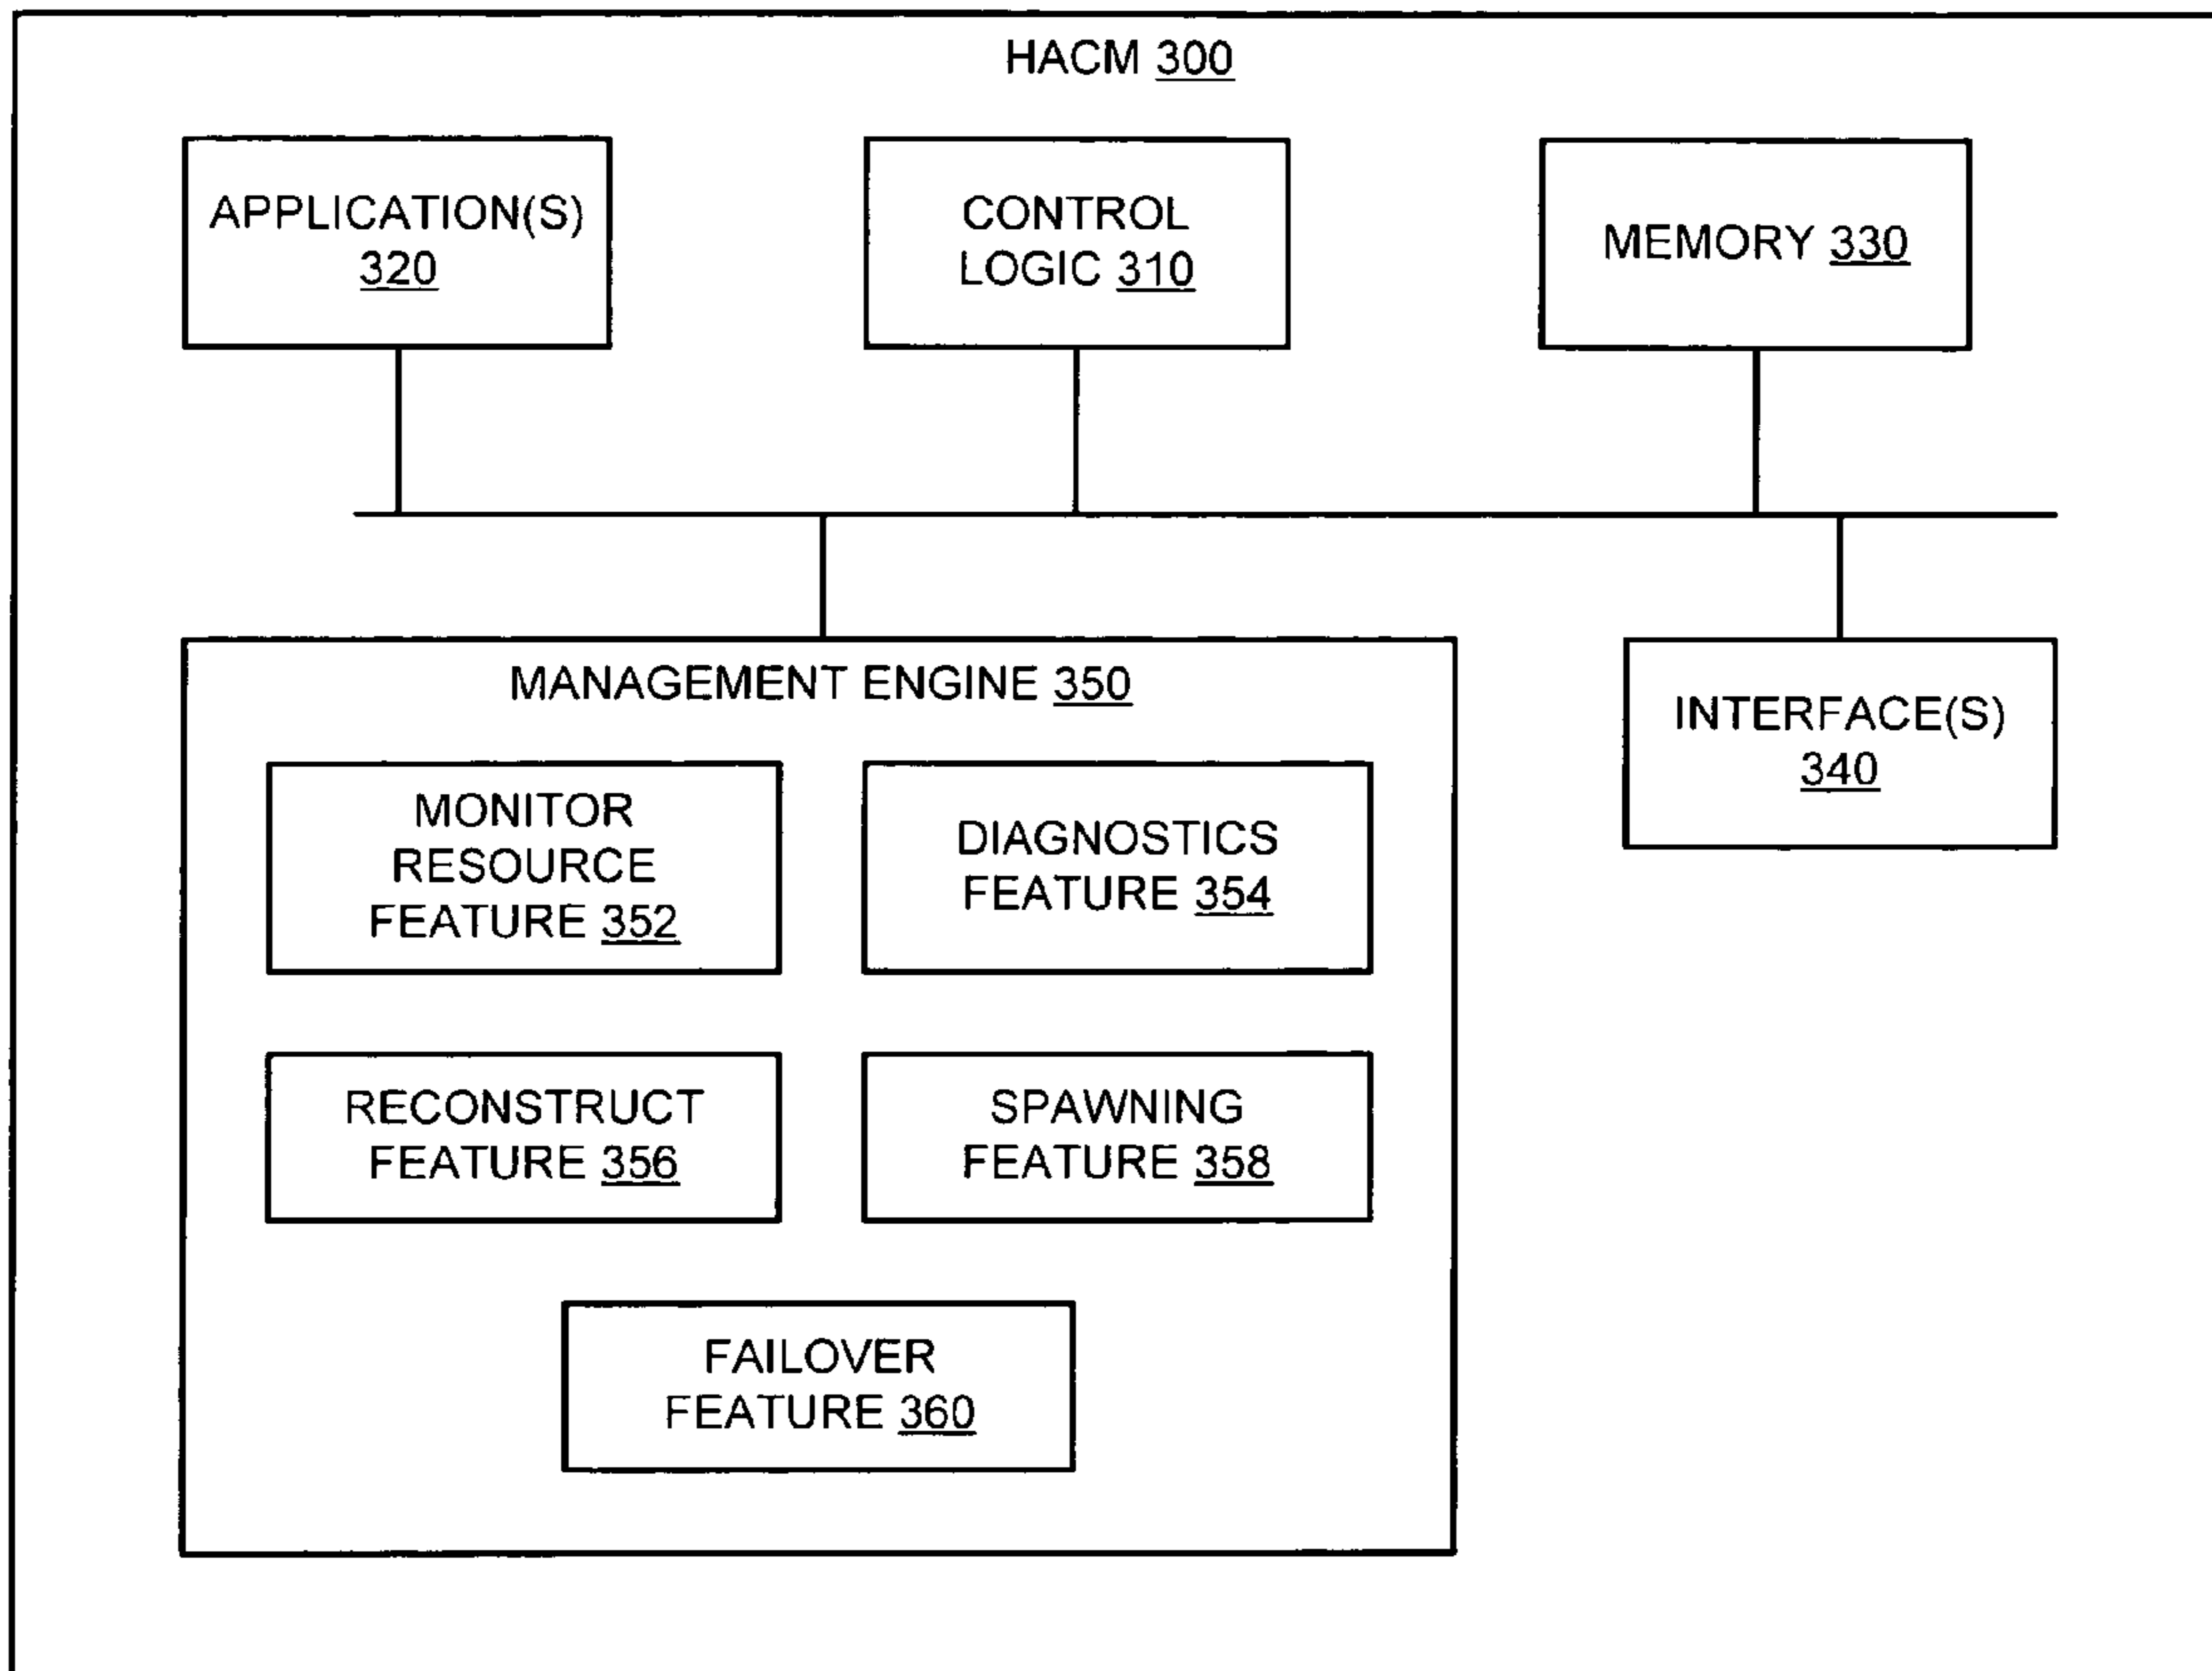 HACM 300
APPLICATION(S)
320
CONTROL
LOGIC 310
MEMORY 330
MANAGEMENT ENGINE 350
INTERFACE(S)
340
MONITOR
RESOURCE
FEATURE 352
DIAGNOSTICS
FEATURE 354
RECONSTRUCT
FEATURE 356
SPAWNING
FEATURE 358
FAILOVER
FEATURE 360